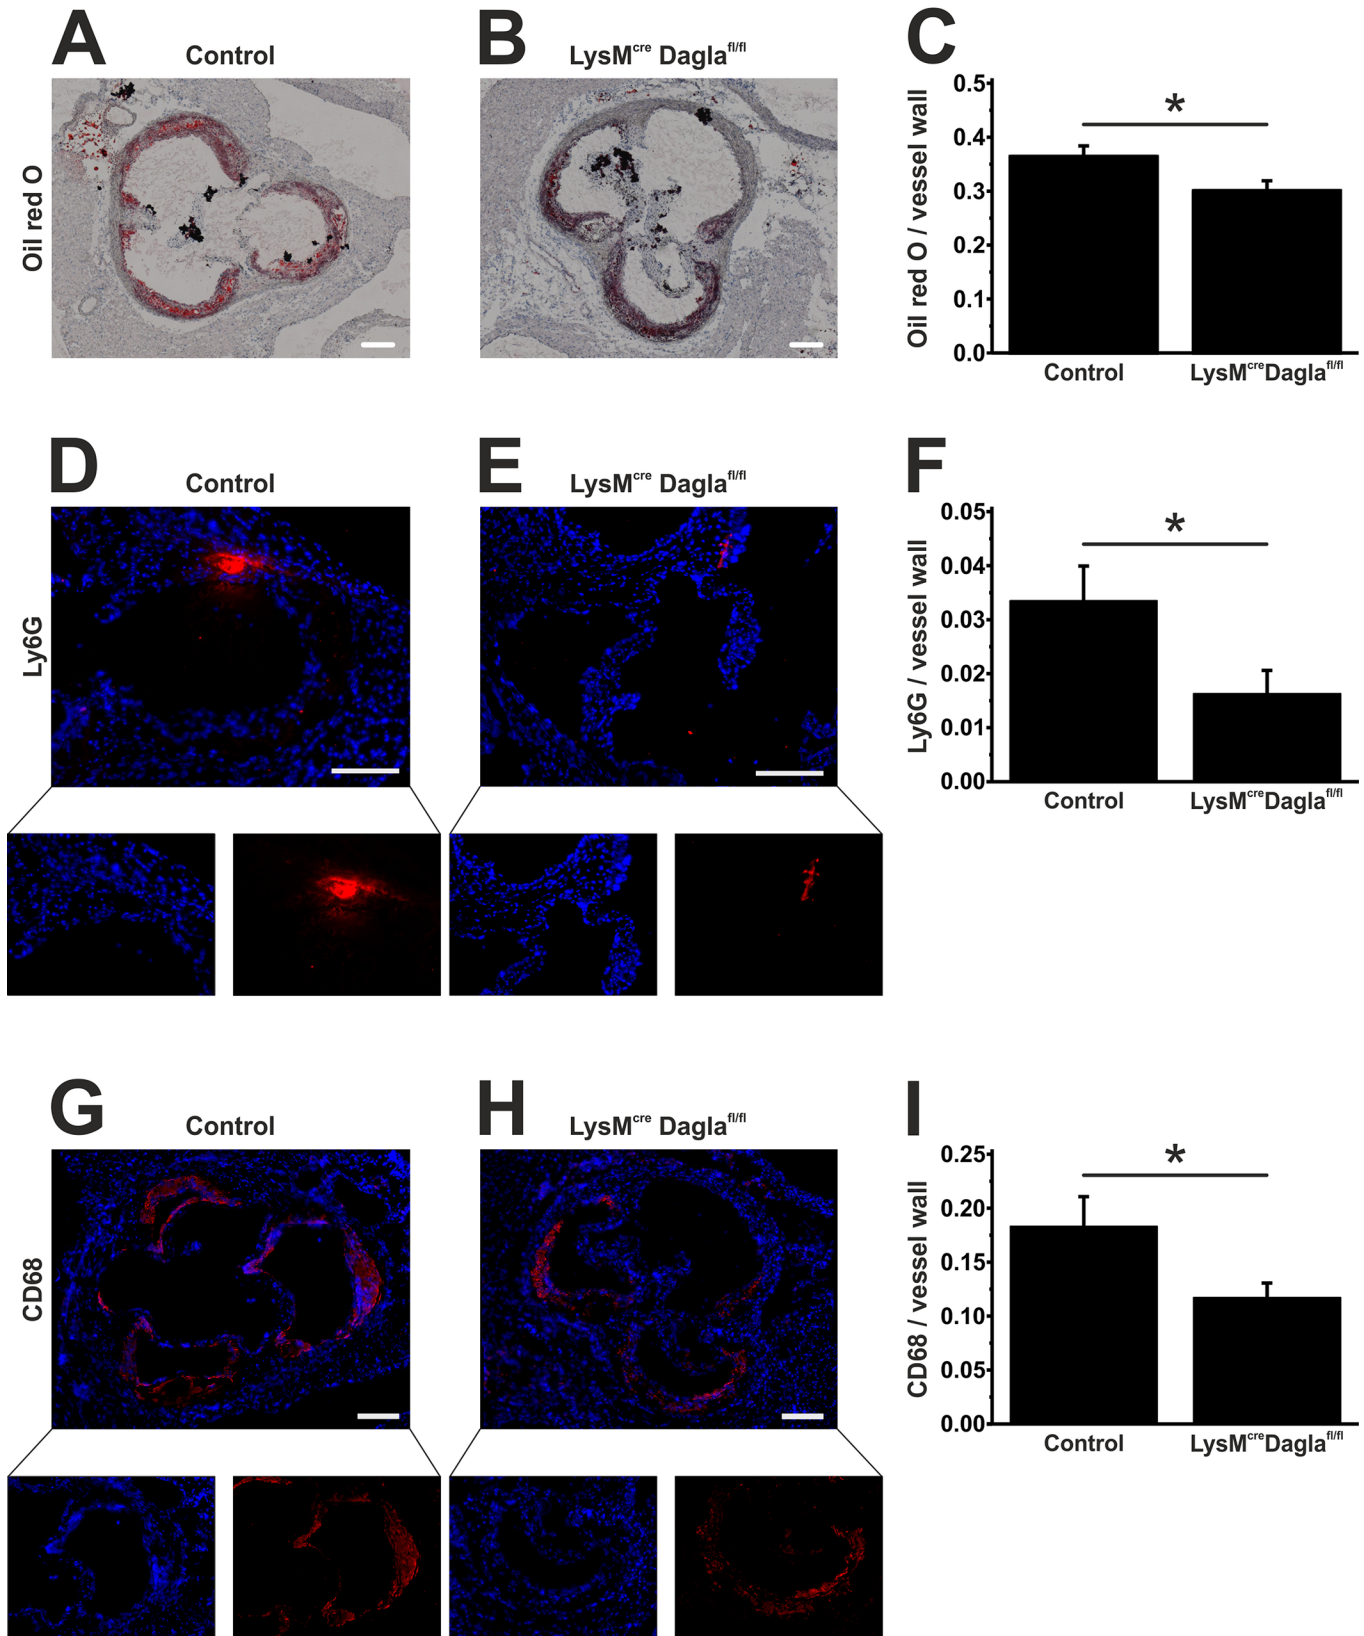 A
Control
B
LysMcre Daglafl/fl
C
Oil red O
Oil red O / vessel wall
0.5
0.4
0.3
0.2
0.1
0.0
*
Control
LysMcreDaglafl/fl
D
Control
E
LysMcre Daglafl/fl
F
Ly6G
Ly6G / vessel wall
0.05
0.04
0.03
0.02
0.01
0.00
*
Control
LysMcreDaglafl/fl
G
Control
H
LysMcre Daglafl/fl
I
CD68
CD68 / vessel wall
0.25
0.20
0.15
0.10
0.05
0.00
*
Control
LysMcreDaglafl/fl